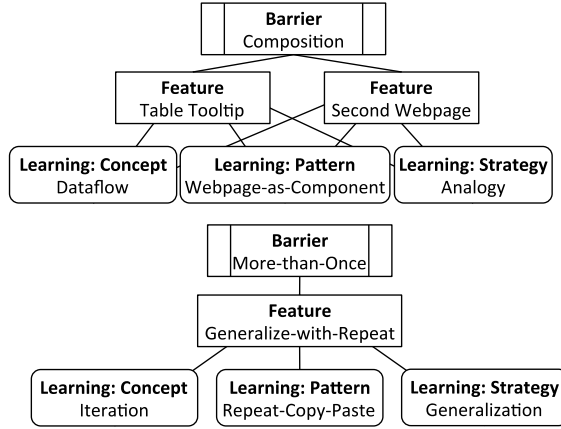 Barrier
Composition
Feature
Table Tooltip
Feature
Second Webpage
Learning: Concept
Dataflow
Learning: Pattern
Webpage-as-Component
Learning: Strategy
Analogy
Barrier
More-than-Once
Feature
Generalize-with-Repeat
Learning: Concept
Iteration
Learning: Pattern
Repeat-Copy-Paste
Learning: Strategy
Generalization